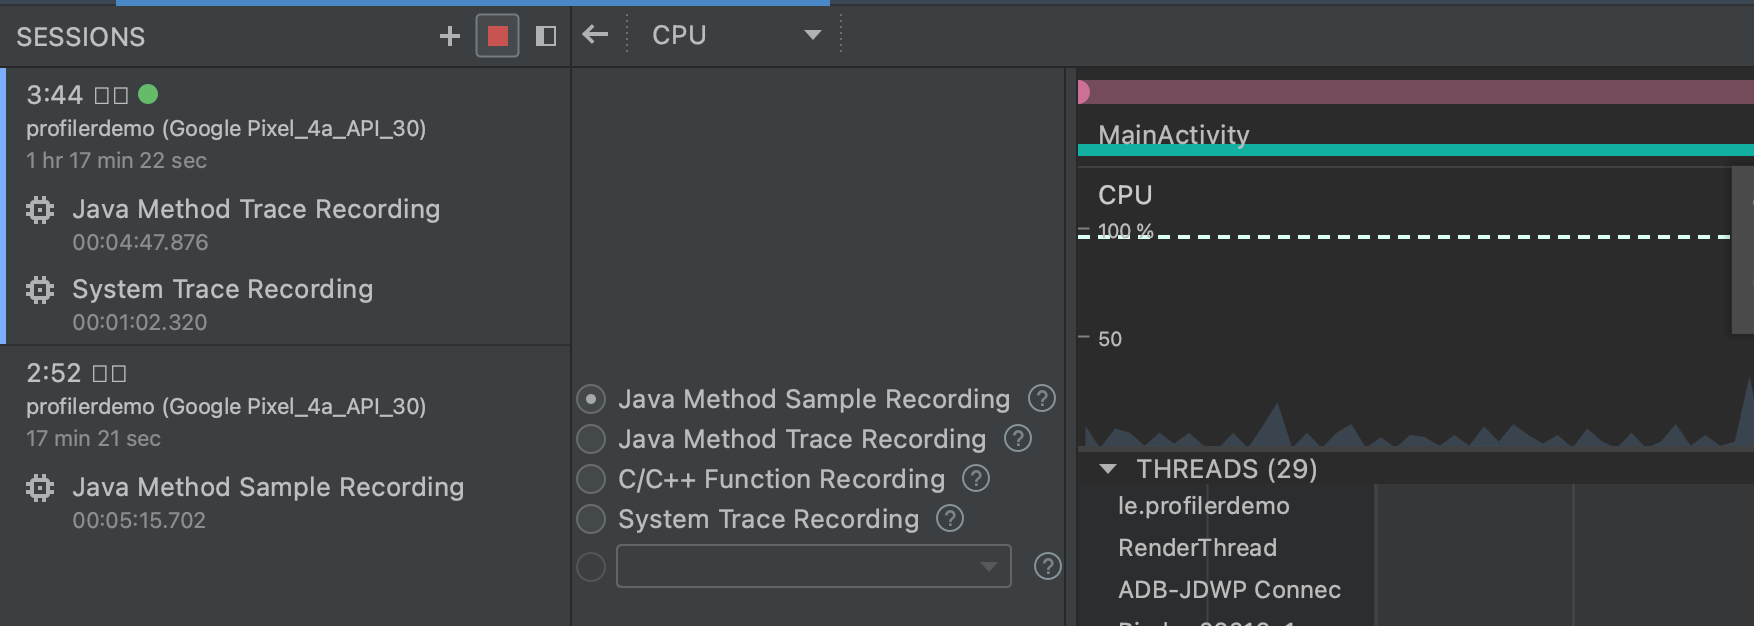 SESSIONS
CPU
3:44
profilerdemo (Google Pixel_4a_API_30)
1 hr 17 min 22 sec
Java Method Trace Recording
00:04:47.876
System Trace Recording
00:01:02.320
2:52
profilerdemo (Google Pixel_4a_API_30)
17 min 21 sec
Java Method Sample Recording
00:05:15.702
Java Method Sample Recording ?
Java Method Trace Recording ?
C/C++ Function Recording ?
System Trace Recording ?
?
MainActivity
CPU
100 %
50
THREADS (29)
le.profilerdemo
RenderThread
ADB-JDWP Connec